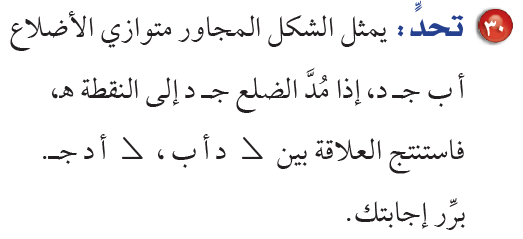 ٣٠ تحدٍّ: يمثل الشكل المجاور متوازي الأضلاع
أ ب جـ د، إذا مُدَّ الضلع جـ د إلى النقطة هـ،
فاستنتج العلاقة بين ∠ د أ ب ، ∠ أ د جـ.
برِّر إجابتك.